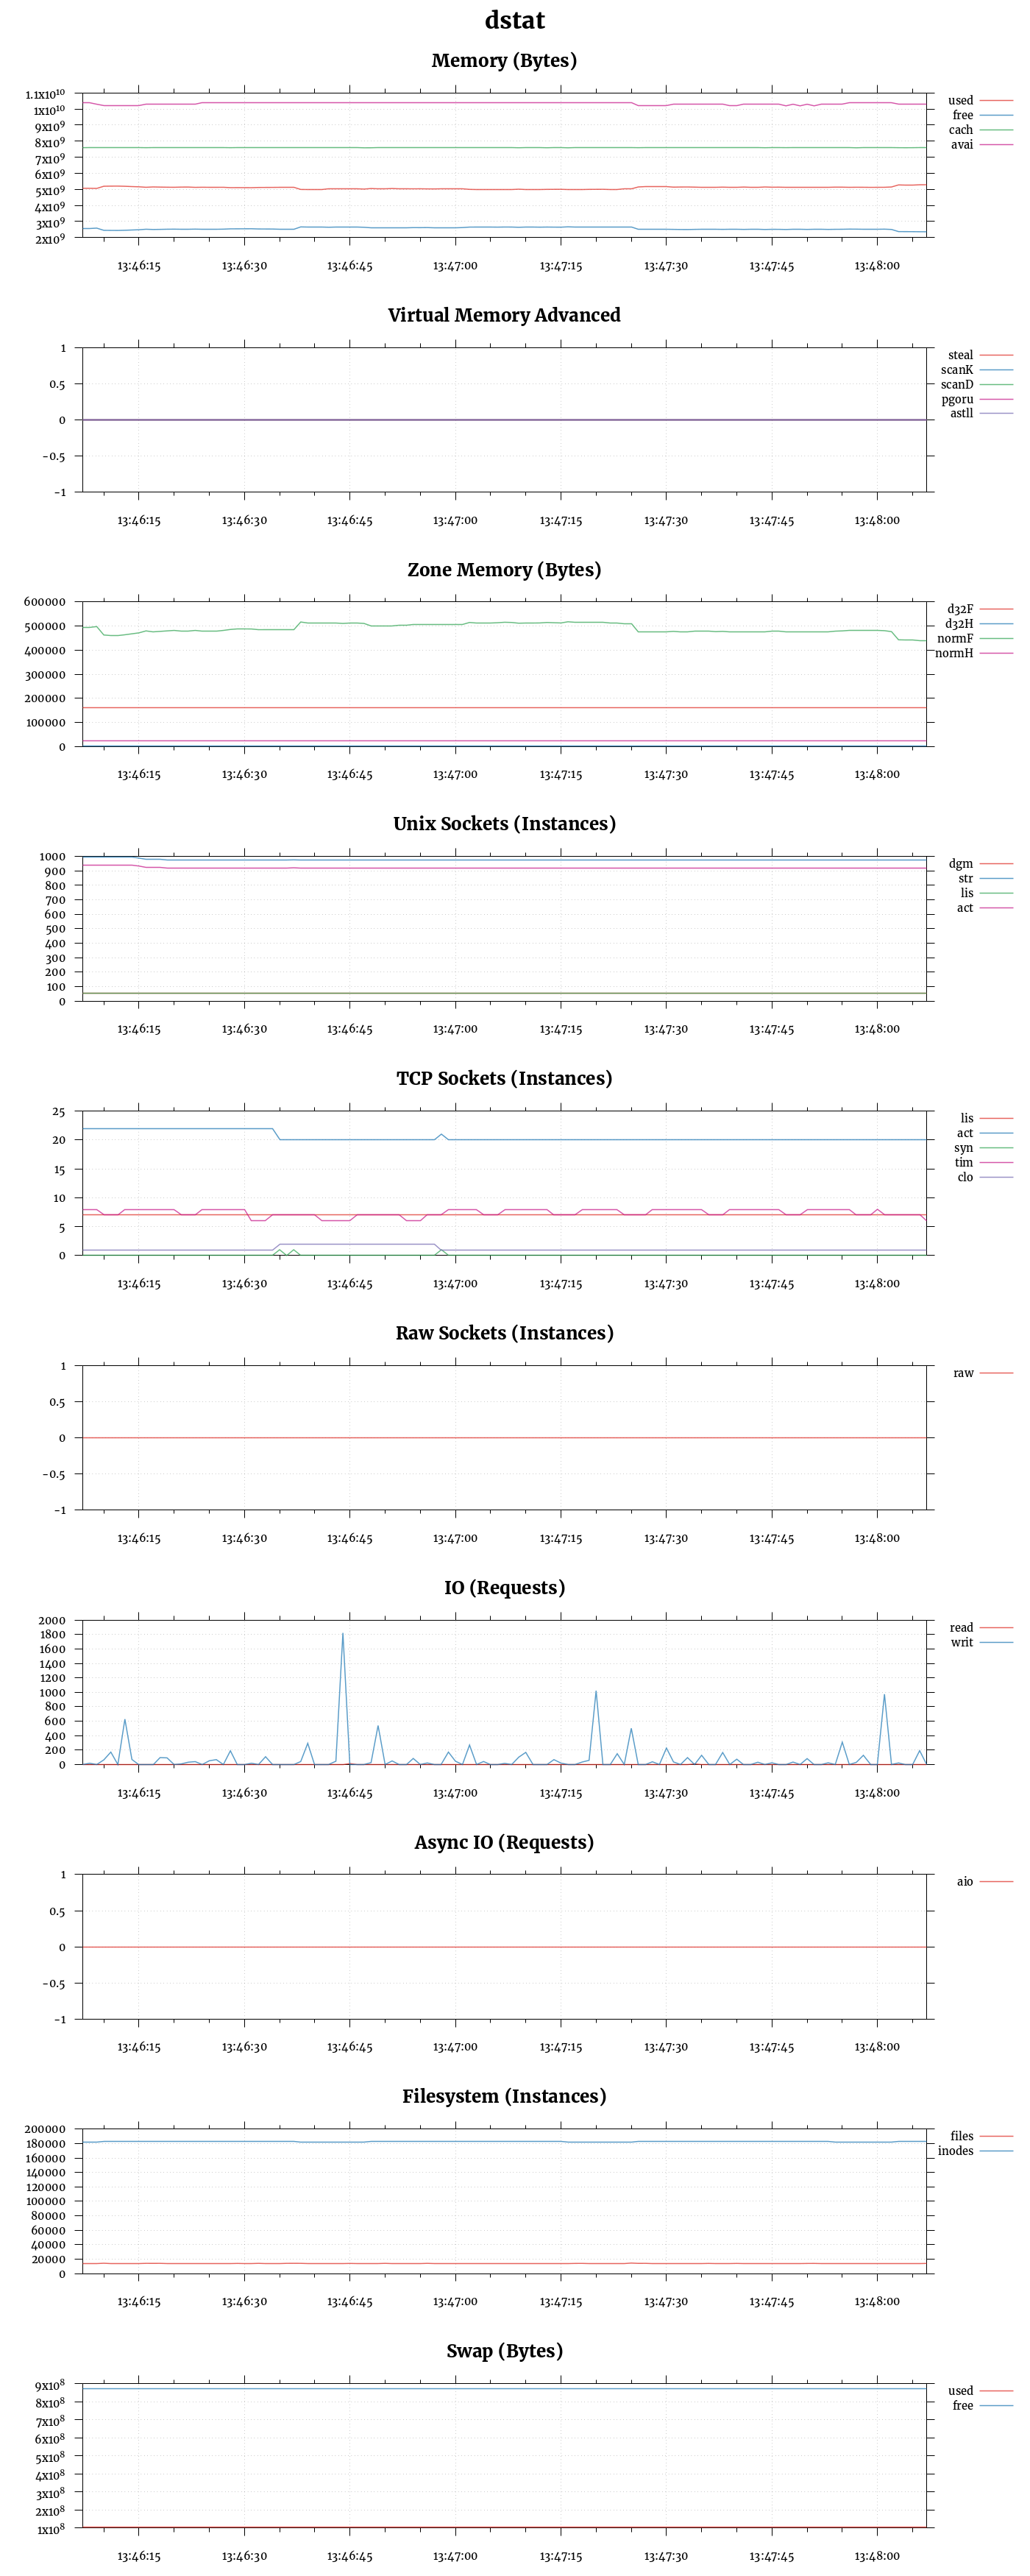 dstat
Memory (Bytes)
1.1x10¹⁰
1x10¹⁰
9x10⁹
8x10⁹
7x10⁹
6x10⁹
5x10⁹
4x10⁹
3x10⁹
2x10⁹
13:46:15 13:46:30 13:46:45 13:47:00 13:47:15 13:47:30 13:47:45 13:48:00
used
free
cach
avai
Virtual Memory Advanced
1
0.5
0
-0.5
-1
13:46:15 13:46:30 13:46:45 13:47:00 13:47:15 13:47:30 13:47:45 13:48:00
steal
scanK
scanD
pgoru
astll
Zone Memory (Bytes)
600000
500000
400000
300000
200000
100000
0
13:46:15 13:46:30 13:46:45 13:47:00 13:47:15 13:47:30 13:47:45 13:48:00
d32F
d32H
normF
normH
Unix Sockets (Instances)
1000
900
800
700
600
500
400
300
200
100
0
13:46:15 13:46:30 13:46:45 13:47:00 13:47:15 13:47:30 13:47:45 13:48:00
dgm
str
lis
act
TCP Sockets (Instances)
25
20
15
10
5
0
13:46:15 13:46:30 13:46:45 13:47:00 13:47:15 13:47:30 13:47:45 13:48:00
lis
act
syn
tim
clo
Raw Sockets (Instances)
1
0.5
0
-0.5
-1
13:46:15 13:46:30 13:46:45 13:47:00 13:47:15 13:47:30 13:47:45 13:48:00
raw
IO (Requests)
2000
1800
1600
1400
1200
1000
800
600
400
200
0
13:46:15 13:46:30 13:46:45 13:47:00 13:47:15 13:47:30 13:47:45 13:48:00
read
writ
Async IO (Requests)
1
0.5
0
-0.5
-1
13:46:15 13:46:30 13:46:45 13:47:00 13:47:15 13:47:30 13:47:45 13:48:00
aio
Filesystem (Instances)
200000
180000
160000
140000
120000
100000
80000
60000
40000
20000
0
13:46:15 13:46:30 13:46:45 13:47:00 13:47:15 13:47:30 13:47:45 13:48:00
files
inodes
Swap (Bytes)
9x10⁸
8x10⁸
7x10⁸
6x10⁸
5x10⁸
4x10⁸
3x10⁸
2x10⁸
1x10⁸
13:46:15 13:46:30 13:46:45 13:47:00 13:47:15 13:47:30 13:47:45 13:48:00
used
free